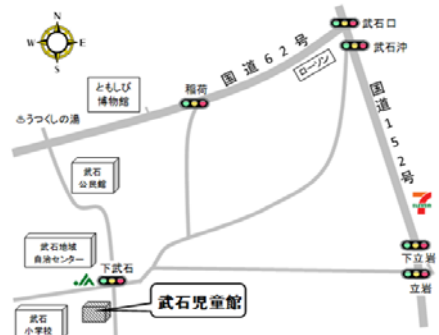 N
W
E
S
武石口
武石沖
国道62号
ローソン
稲荷
ともしび
博物館
♨うつくしの湯
国道152号
武石
公民館
7
ELEVEN
武石地域
自治センター
下武石
JA
下立岩
立岩
武石児童館
武石
小学校